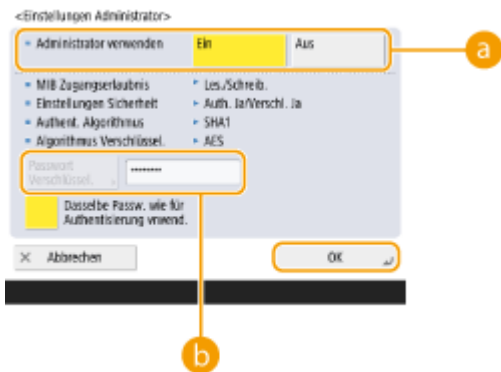 <Einstellungen Administrator>
Administrator verwenden Ein Aus
a
MIB Zugangserlaubnis Les./Schreib.
Einstellungen Sicherheit Auth. Ja/Verschl. Ja
Authent. Algorithmus SHA1
Algorithmus Verschlüssel. AES
Passwort
Verschlüssel. ********
Dasselbe Passw. wie für
Authentisierung vrwend.
Abbrechen OK
b